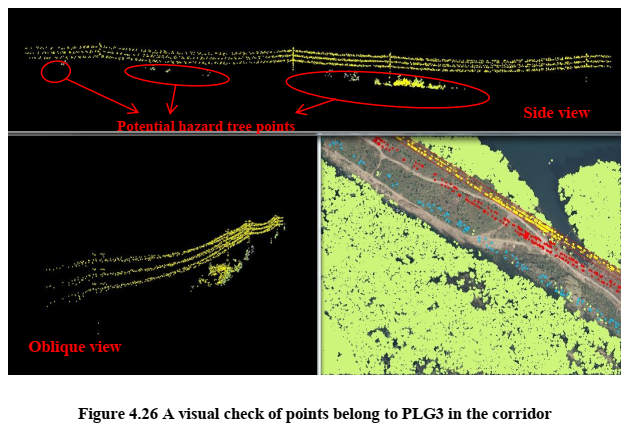 Potential hazard tree points
Side view
Oblique view
Figure 4.26 A visual check of points belong to PLG3 in the corridor